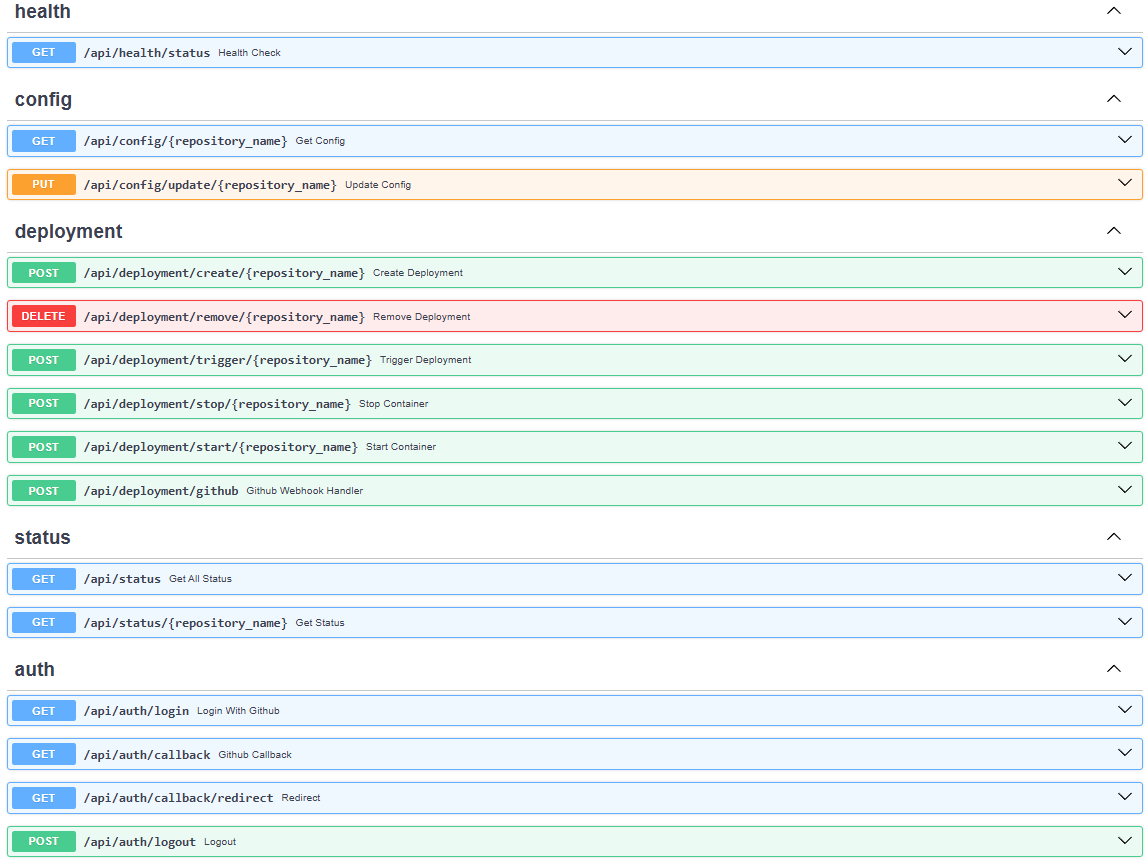 health
GET /api/health/status Health Check
config
GET /api/config/{repository_name} Get Config
PUT /api/config/update/{repository_name} Update Config
deployment
POST /api/deployment/create/{repository_name} Create Deployment
DELETE /api/deployment/remove/{repository_name} Remove Deployment
POST /api/deployment/trigger/{repository_name} Trigger Deployment
POST /api/deployment/stop/{repository_name} Stop Container
POST /api/deployment/start/{repository_name} Start Container
POST /api/deployment/github Github Webhook Handler
status
GET /api/status Get All Status
GET /api/status/{repository_name} Get Status
auth
GET /api/auth/login Login With Github
GET /api/auth/callback Github Callback
GET /api/auth/callback/redirect Redirect
POST /api/auth/logout Logout